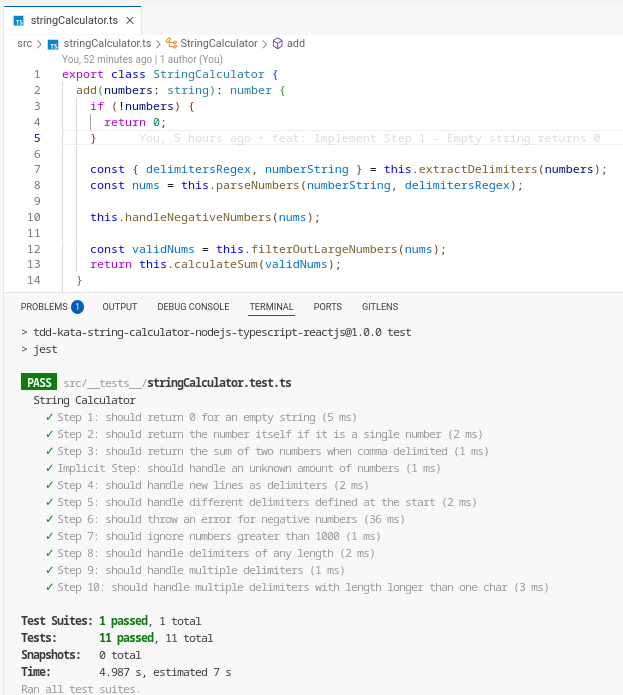 stringCalculator.ts ×
src > stringCalculator.ts > StringCalculator > add
You, 52 minutes ago | 1 author (You)
1 export class StringCalculator {
2 add(numbers: string): number {
3 if (!numbers) {
4 return 0;
5 } You, 5 hours ago • feat: Implement Step 1 - Empty string returns 0
6
7 const { delimitersRegex, numberString } = this.extractDelimiters(numbers);
8 const nums = this.parseNumbers(numberString, delimitersRegex);
9
10 this.handleNegativeNumbers(nums);
11
12 const validNums = this.filterOutLargeNumbers(nums);
13 return this.calculateSum(validNums);
14 }
PROBLEMS 1 OUTPUT DEBUG CONSOLE TERMINAL PORTS GITLENS
> tdd-kata-string-calculator-nodejs-typescript-reactjs@1.0.0 test
> jest
PASS src/__tests__/stringCalculator.test.ts
String Calculator
✓ Step 1: should return 0 for an empty string (5 ms)
✓ Step 2: should return the number itself if it is a single number (2 ms)
✓ Step 3: should return the sum of two numbers when comma delimited (1 ms)
✓ Implicit Step: should handle an unknown amount of numbers (1 ms)
✓ Step 4: should handle new lines as delimiters (2 ms)
✓ Step 5: should handle different delimiters defined at the start (2 ms)
✓ Step 6: should throw an error for negative numbers (36 ms)
✓ Step 7: should ignore numbers greater than 1000 (1 ms)
✓ Step 8: should handle delimiters of any length (2 ms)
✓ Step 9: should handle multiple delimiters (1 ms)
✓ Step 10: should handle multiple delimiters with length longer than one char (3 ms)
Test Suites: 1 passed, 1 total
Tests: 11 passed, 11 total
Snapshots: 0 total
Time: 4.987 s, estimated 7 s
Ran all test suites.